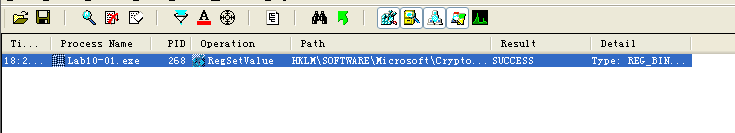 Ti... Process Name PID Operation Path Result Detail
18:2... Lab10-01.exe 268 RegSetValue HKLM\SOFTWARE\Microsoft\Crypto... SUCCESS Type: REG_BIN...